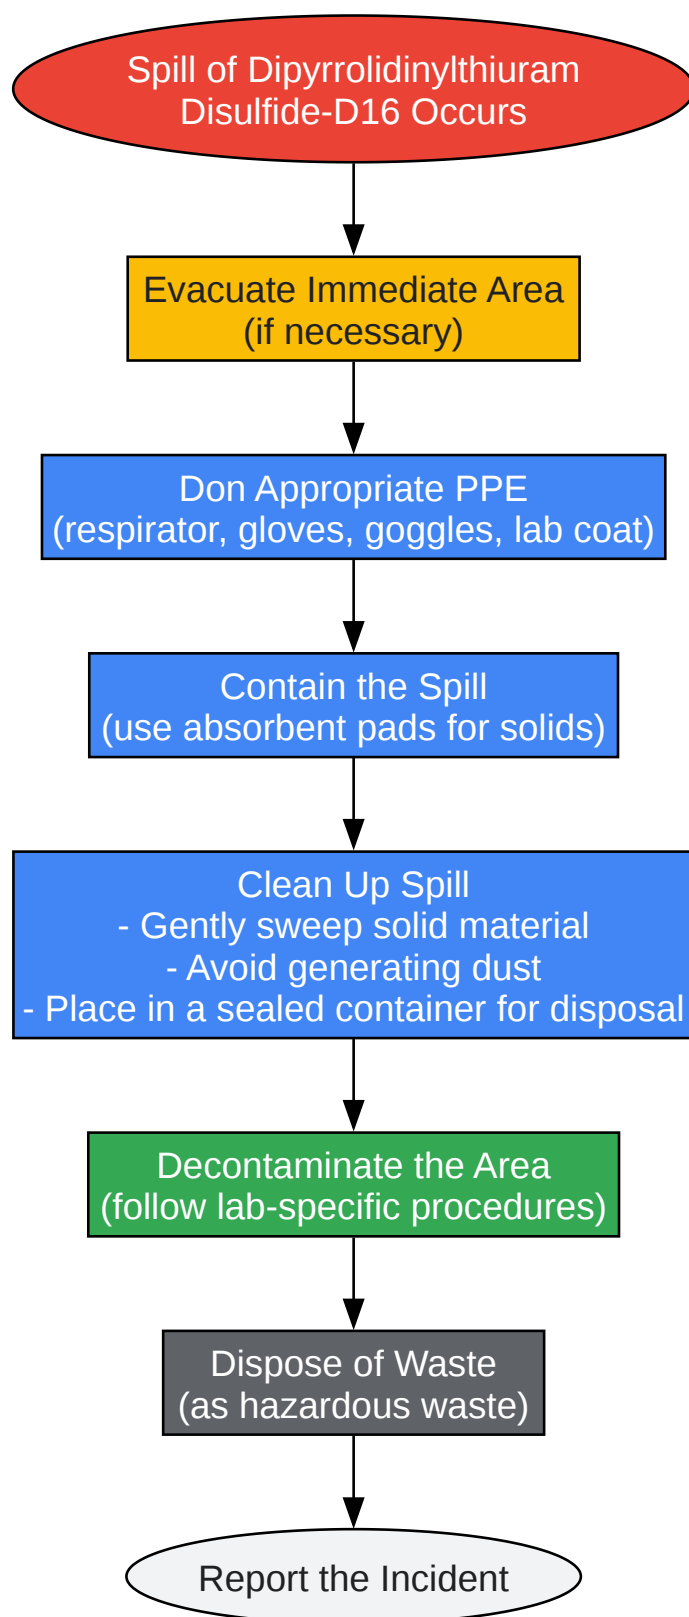 Spill of Dipyrrolidinylthiuram
Disulfide-D16 Occurs
Evacuate Immediate Area
(if necessary)
Don Appropriate PPE
(respirator, gloves, goggles, lab coat)
Contain the Spill
(use absorbent pads for solids)
Clean Up Spill
- Gently sweep solid material
- Avoid generating dust
- Place in a sealed container for disposal
Decontaminate the Area
(follow lab-specific procedures)
Dispose of Waste
(as hazardous waste)
Report the Incident